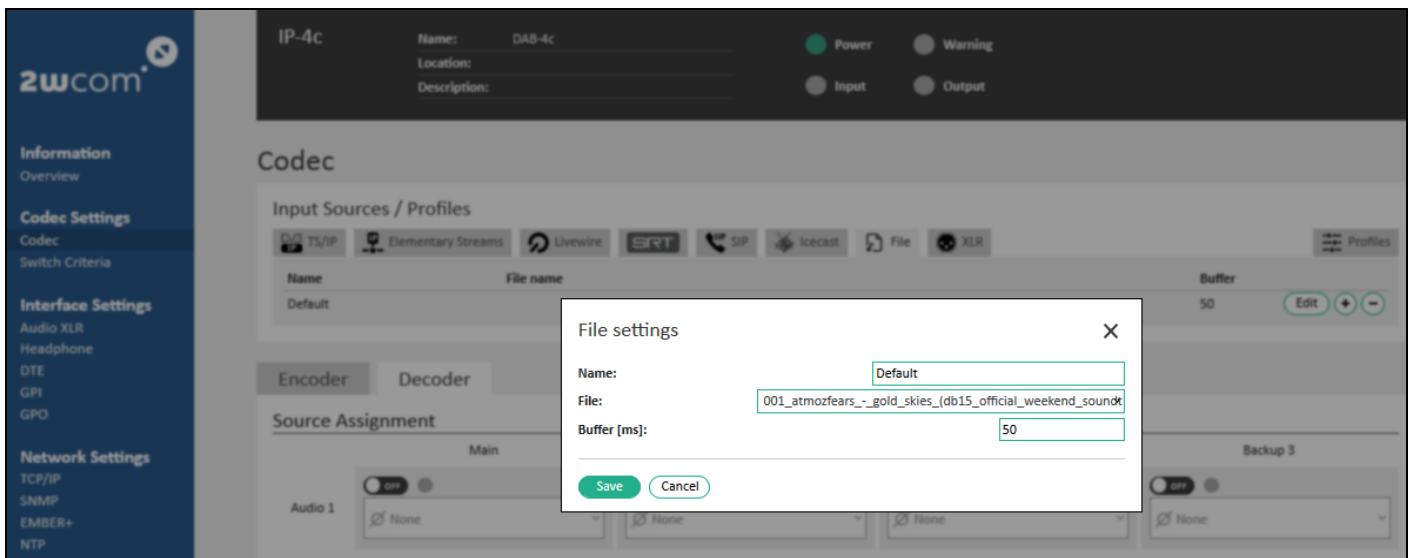 2wcom
Information
Overview
Codec Settings
Codec
Switch Criteria
Interface Settings
Audio XLR
Headphone
DTE
GPI
GPO
Network Settings
TCP/IP
SNMP
EMBER+
NTP
IP-4c
Name: DAB-4c
Location:
Description:
Power Warning
Input Output
Codec
Input Sources / Profiles
TS/IP Elementary Streams Livewire SRT SIP Icecast File XLR Profiles
Name File name Buffer
Default 50 Edit + −
File settings
Name: Default
File: 001_atmozfears_-_gold_skies_(db15_official_weekend_soundt
Buffer [ms]: 50
Save Cancel
Encoder Decoder
Source Assignment
Main Backup 3
OFF OFF
Audio 1 None None None None